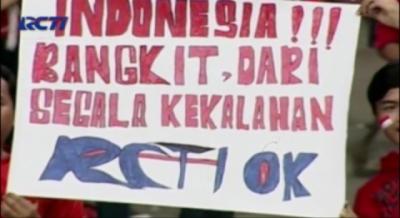 RCTI
INDONESIA!!!
BANGKIT, DARI
SEGALA KEKALAHAN
RCTI OK